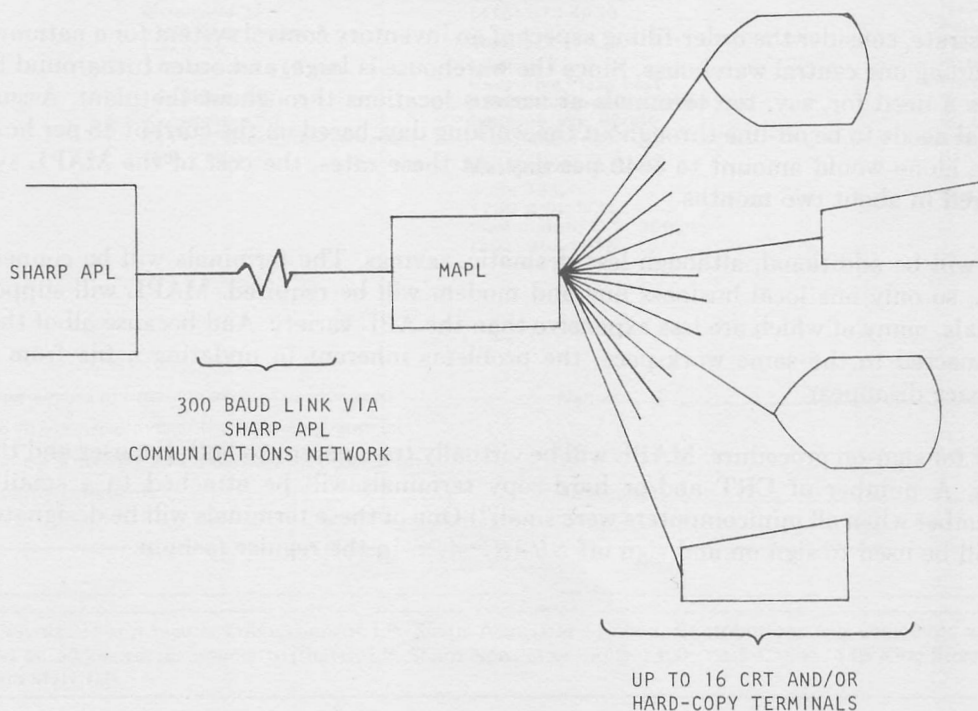 SHARP APL
MAPL
300 BAUD LINK VIA
SHARP APL
COMMUNICATIONS NETWORK
UP TO 16 CRT AND/OR
HARD-COPY TERMINALS